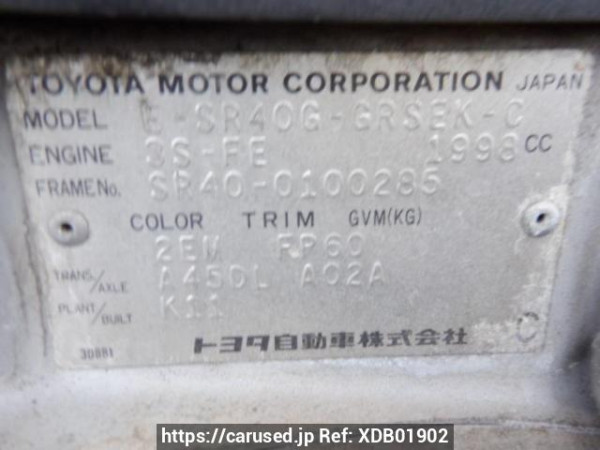 TOYOTA MOTOR CORPORATION JAPAN
MODEL E-SR40G-GRSEK-C
ENGINE 3S-FE 1998 CC
FRAME No. SR40-0100285
COLOR TRIM GVM(KG)
2EM FP60
TRANS/AXLE A45DL A02A
PLANT/BUILT K11
30881 トヨタ自動車株式会社 C
https://carused.jp Ref: XDB01902